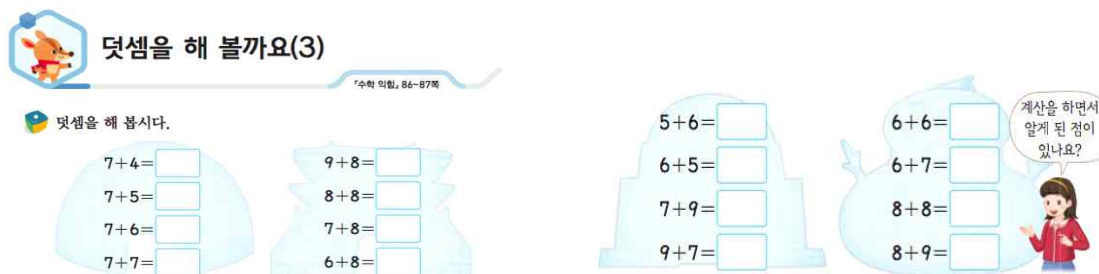 덧셈을 해 볼까요(3)
『수학 익힘』 86~87쪽
덧셈을 해 봅시다.
7+4=
7+5=
7+6=
7+7=
9+8=
8+8=
7+8=
6+8=
5+6=
6+5=
7+9=
9+7=
6+6=
6+7=
8+8=
8+9=
계산을 하면서
알게 된 점이
있나요?